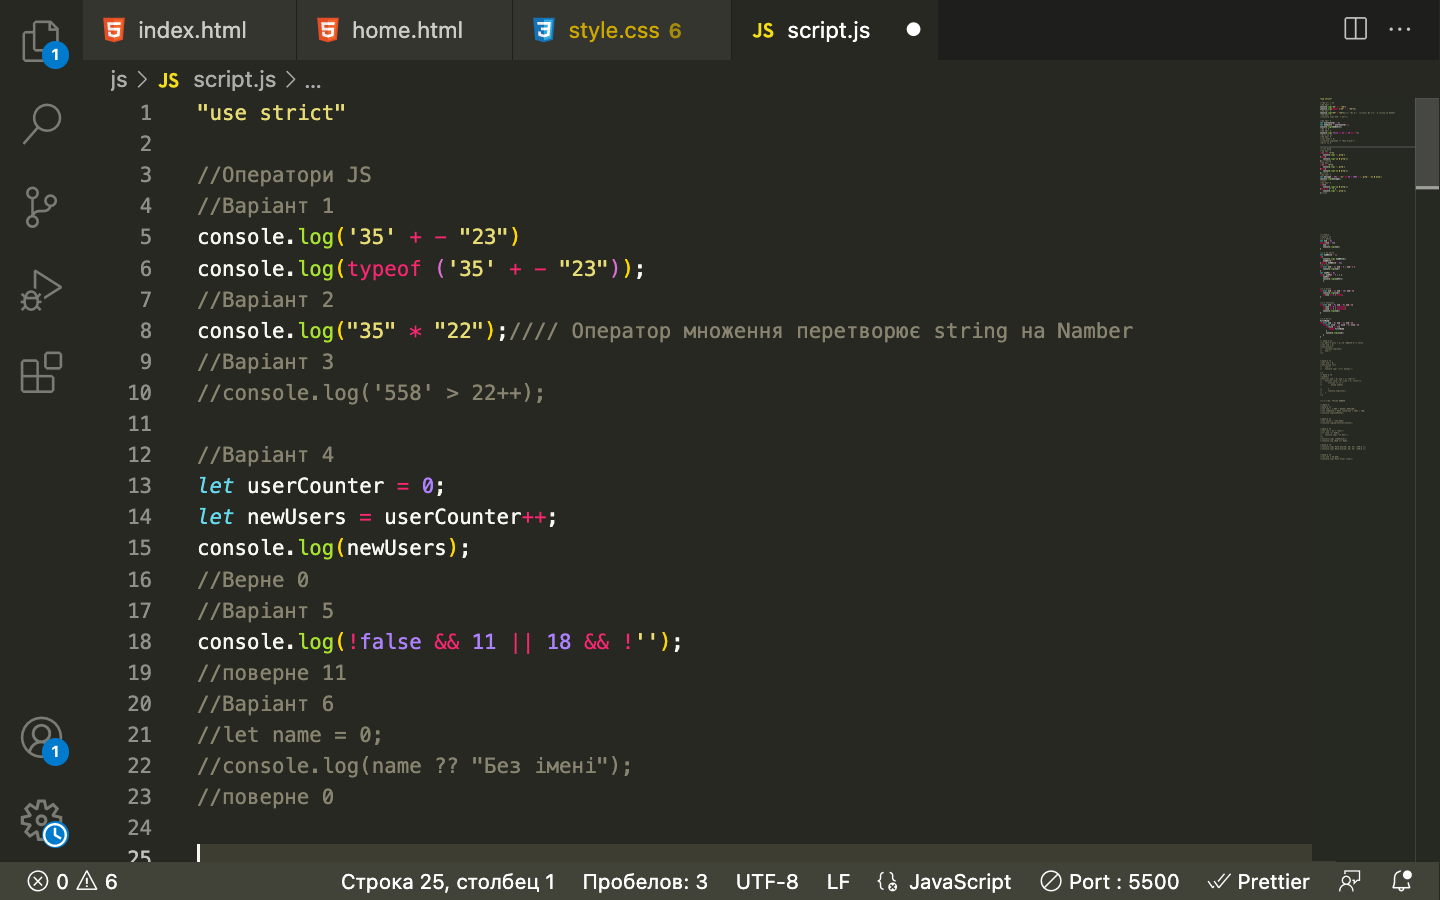 index.html
home.html
style.css 6
JS script.js
js > JS script.js > ...
1 "use strict"
2
3 //Оператори JS
4 //Варіант 1
5 console.log('35' + - "23")
6 console.log(typeof ('35' + - "23"));
7 //Варіант 2
8 console.log("35" * "22");//// Оператор множення перетворює string на Namber
9 //Варіант 3
10 //console.log('558' > 22++);
11
12 //Варіант 4
13 let userCounter = 0;
14 let newUsers = userCounter++;
15 console.log(newUsers);
16 //Верне 0
17 //Варіант 5
18 console.log(!false && 11 || 18 && !'');
19 //поверне 11
20 //Варіант 6
21 //let name = 0;
22 //console.log(name ?? "Без імені");
23 //поверне 0
24
25
1
1
0 6 Строка 25, столбец 1 Пробелов: 3 UTF-8 LF JavaScript Port : 5500 Prettier